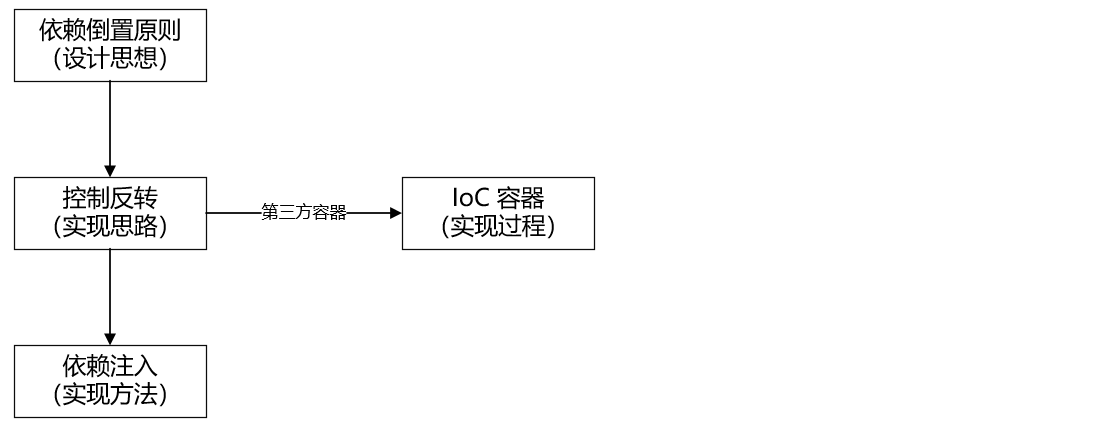 依赖倒置原则
（设计思想）
控制反转
（实现思路）
第三方容器
IoC 容器
（实现过程）
依赖注入
（实现方法）